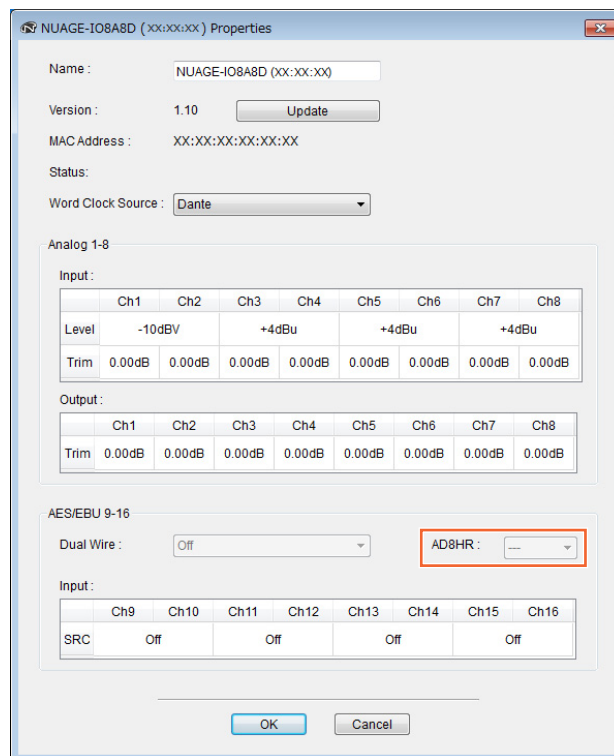 NUAGE-IO8A8D (XX:XX:XX) Properties
Name : NUAGE-IO8A8D (XX:XX:XX)
Version : 1.10 Update
MAC Address : XX:XX:XX:XX:XX:XX
Status:
Word Clock Source : Dante
Analog 1-8
Input :
Ch1 Ch2 Ch3 Ch4 Ch5 Ch6 Ch7 Ch8
Level -10dBV +4dBu +4dBu +4dBu
Trim 0.00dB 0.00dB 0.00dB 0.00dB 0.00dB 0.00dB 0.00dB 0.00dB
Output :
Ch1 Ch2 Ch3 Ch4 Ch5 Ch6 Ch7 Ch8
Trim 0.00dB 0.00dB 0.00dB 0.00dB 0.00dB 0.00dB 0.00dB 0.00dB
AES/EBU 9-16
Dual Wire : Off AD8HR : ---
Input :
Ch9 Ch10 Ch11 Ch12 Ch13 Ch14 Ch15 Ch16
SRC Off Off Off Off
OK Cancel